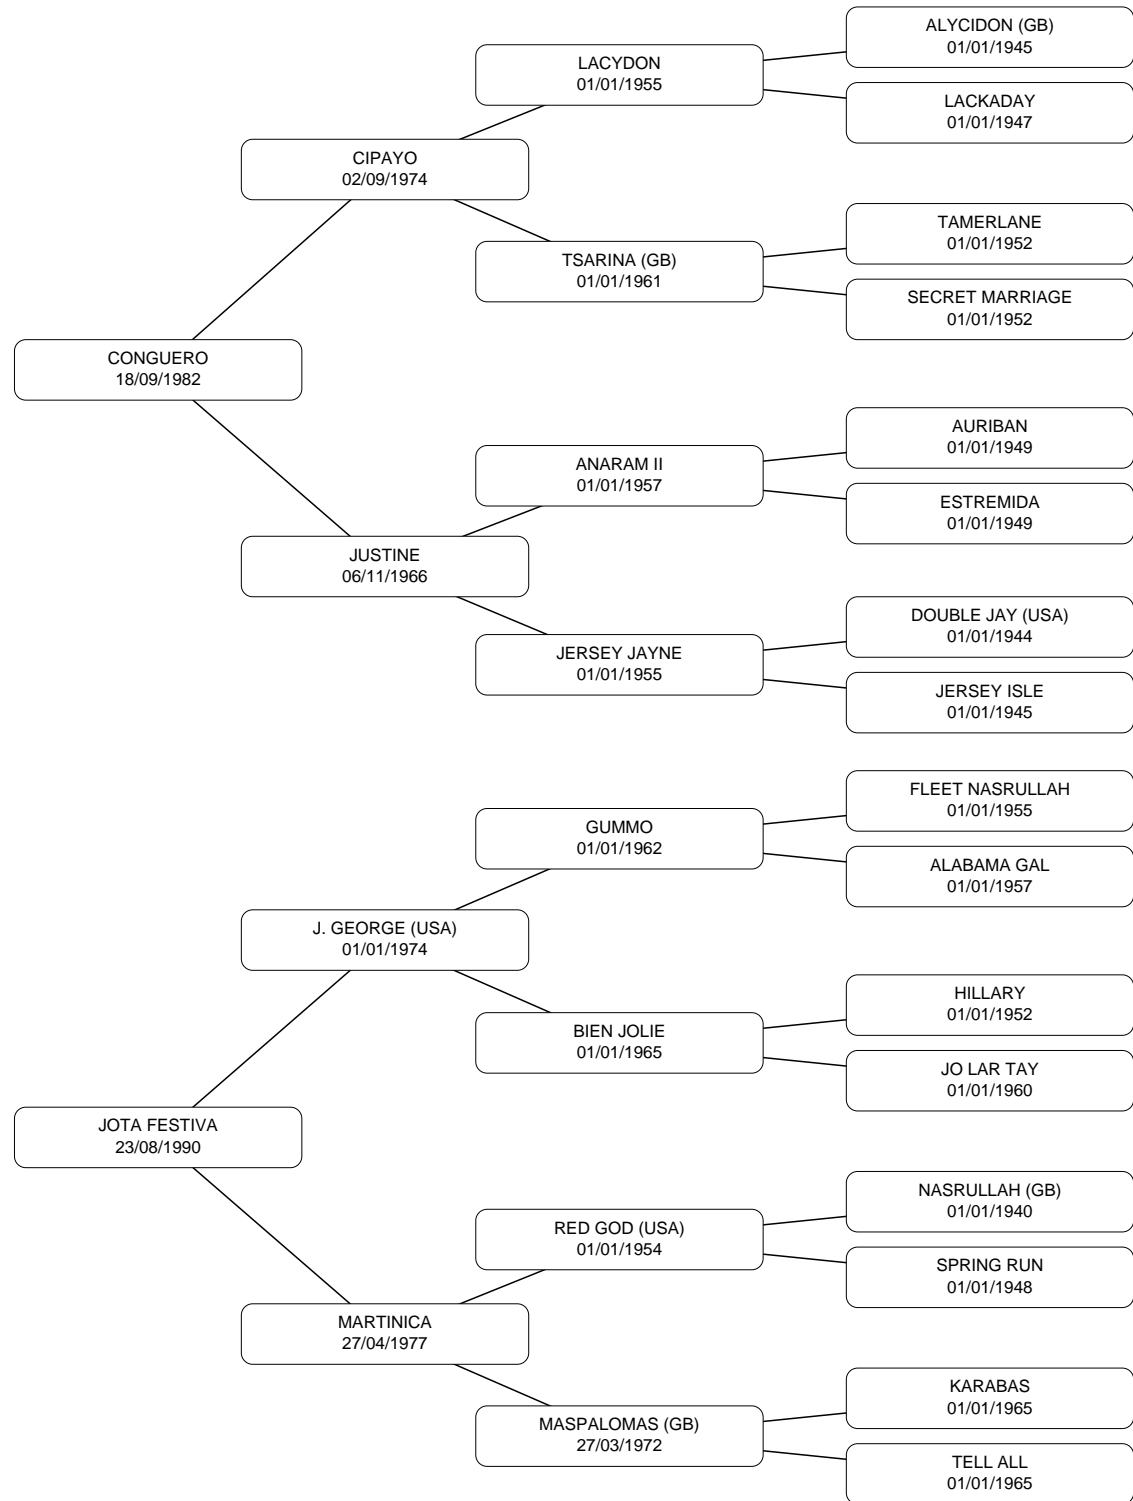 ALYCIDON (GB)
01/01/1945
LACYDON
01/01/1955
LACKADAY
01/01/1947
CIPAYO
02/09/1974
TAMERLANE
01/01/1952
TSARINA (GB)
01/01/1961
SECRET MARRIAGE
01/01/1952
CONGUERO
18/09/1982
AURIBAN
01/01/1949
ANARAM II
01/01/1957
ESTREMIDA
01/01/1949
JUSTINE
06/11/1966
DOUBLE JAY (USA)
01/01/1944
JERSEY JAYNE
01/01/1955
JERSEY ISLE
01/01/1945
FLEET NASRULLAH
01/01/1955
GUMMO
01/01/1962
ALABAMA GAL
01/01/1957
J. GEORGE (USA)
01/01/1974
HILLARY
01/01/1952
BIEN JOLIE
01/01/1965
JO LAR TAY
01/01/1960
JOTA FESTIVA
23/08/1990
NASRULLAH (GB)
01/01/1940
RED GOD (USA)
01/01/1954
SPRING RUN
01/01/1948
MARTINICA
27/04/1977
KARABAS
01/01/1965
MASPALOMAS (GB)
27/03/1972
TELL ALL
01/01/1965